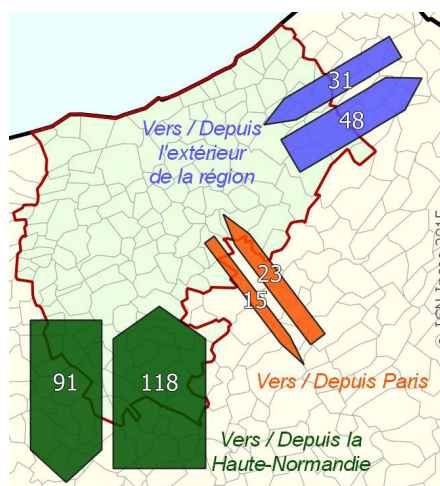 31
48
Vers / Depuis
l'extérieur
de la région
23
15
Vers / Depuis Paris
91
118
Vers / Depuis la
Haute-Normandie